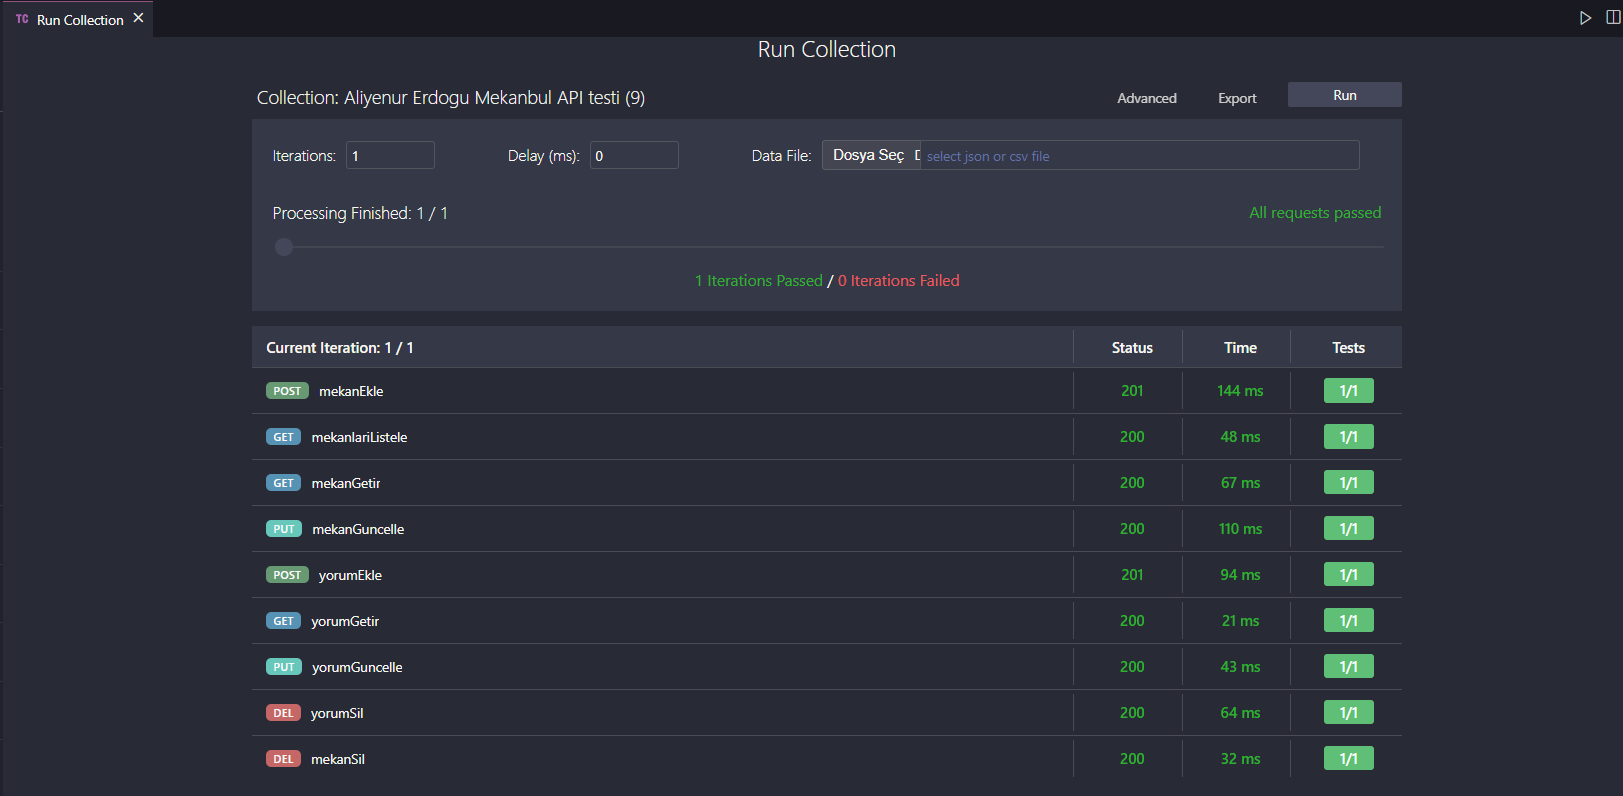 TC Run Collection
Run Collection
Collection: Aliyenur Erdogu Mekanbul API testi (9) Advanced Export Run
Iterations: 1 Delay (ms): 0 Data File: Dosya Seç select json or csv file
Processing Finished: 1 / 1 All requests passed
1 Iterations Passed / 0 Iterations Failed
Current Iteration: 1 / 1 Status Time Tests
POST mekanEkle 201 144 ms 1/1
GET mekanlariListele 200 48 ms 1/1
GET mekanGetir 200 67 ms 1/1
PUT mekanGuncelle 200 110 ms 1/1
POST yorumEkle 201 94 ms 1/1
GET yorumGetir 200 21 ms 1/1
PUT yorumGuncelle 200 43 ms 1/1
DEL yorumSil 200 64 ms 1/1
DEL mekanSil 200 32 ms 1/1